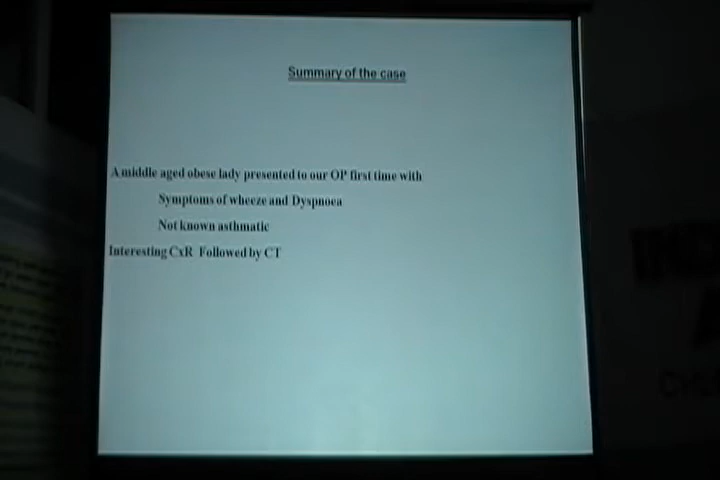 Summary of the case
A middle aged obese lady presented to our OP first time with
Symptoms of wheeze and Dyspnoea
Not known asthmatic
Interesting CxR Followed by CT